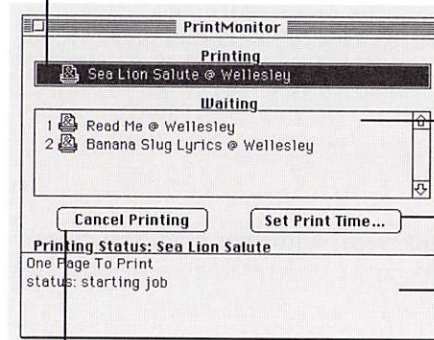 PrintMonitor
Printing
Sea Lion Salute @ Wellesley
Waiting
1 Read Me @ Wellesley
2 Banana Slug Lyrics @ Wellesley
Cancel Printing
Set Print Time...
Printing Status: Sea Lion Salute
One Page To Print
status: starting job